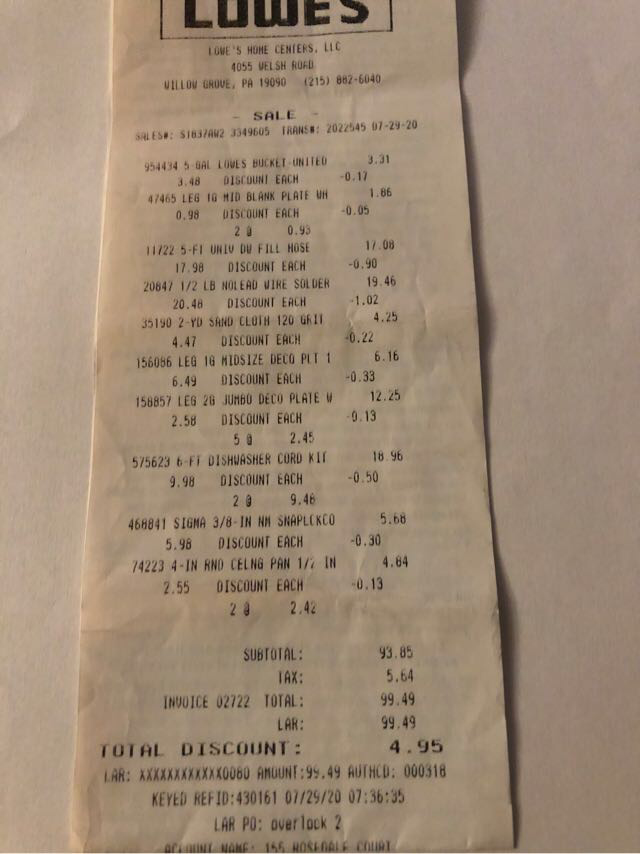 LOWE'S
LOWE'S HOME CENTERS, LLC
4055 WELSH ROAD
WILLOW GROVE, PA 19090 (215) 882-6040
- SALE -
SALES#: S1837AW2 3349605 TRANS#: 2022545 07-29-20
954434 5-GAL LOWES BUCKET-UNITED 3.31
3.48 DISCOUNT EACH -0.17
47465 LEG 1G MID BLANK PLATE WH 1.86
0.98 DISCOUNT EACH -0.05
2 @ 0.93
11722 5-FT UNIV DW FILL HOSE 17.08
17.98 DISCOUNT EACH -0.90
20847 1/2 LB NOLEAD WIRE SOLDER 19.46
20.48 DISCOUNT EACH -1.02
35190 2-YD SAND CLOTH 120 GRIT 4.25
4.47 DISCOUNT EACH -0.22
156086 LEG 1G MIDSIZE DECO PLT 1 6.16
6.49 DISCOUNT EACH -0.33
158857 LEG 2G JUMBO DECO PLATE W 12.25
2.58 DISCOUNT EACH -0.13
5 @ 2.45
575623 6-FT DISHWASHER CORD KIT 18.96
9.98 DISCOUNT EACH -0.50
2 @ 9.48
468841 SIGMA 3/8-IN NM SNAPLCKCO 5.68
5.98 DISCOUNT EACH -0.30
74223 4-IN RND CELNG PAN 1/2 IN 4.84
2.55 DISCOUNT EACH -0.13
2 @ 2.42
SUBTOTAL: 93.85
TAX: 5.64
INVOICE 02722 TOTAL: 99.49
LAR: 99.49
TOTAL DISCOUNT: 4.95
LAR: XXXXXXXXXXXX0080 AMOUNT:99.49 AUTHCD: 000318
KEYED REFID:430161 07/29/20 07:36:35
LAR PO: overlock 2
ACCOUNT NAME: 155 ROSEDALE COURT